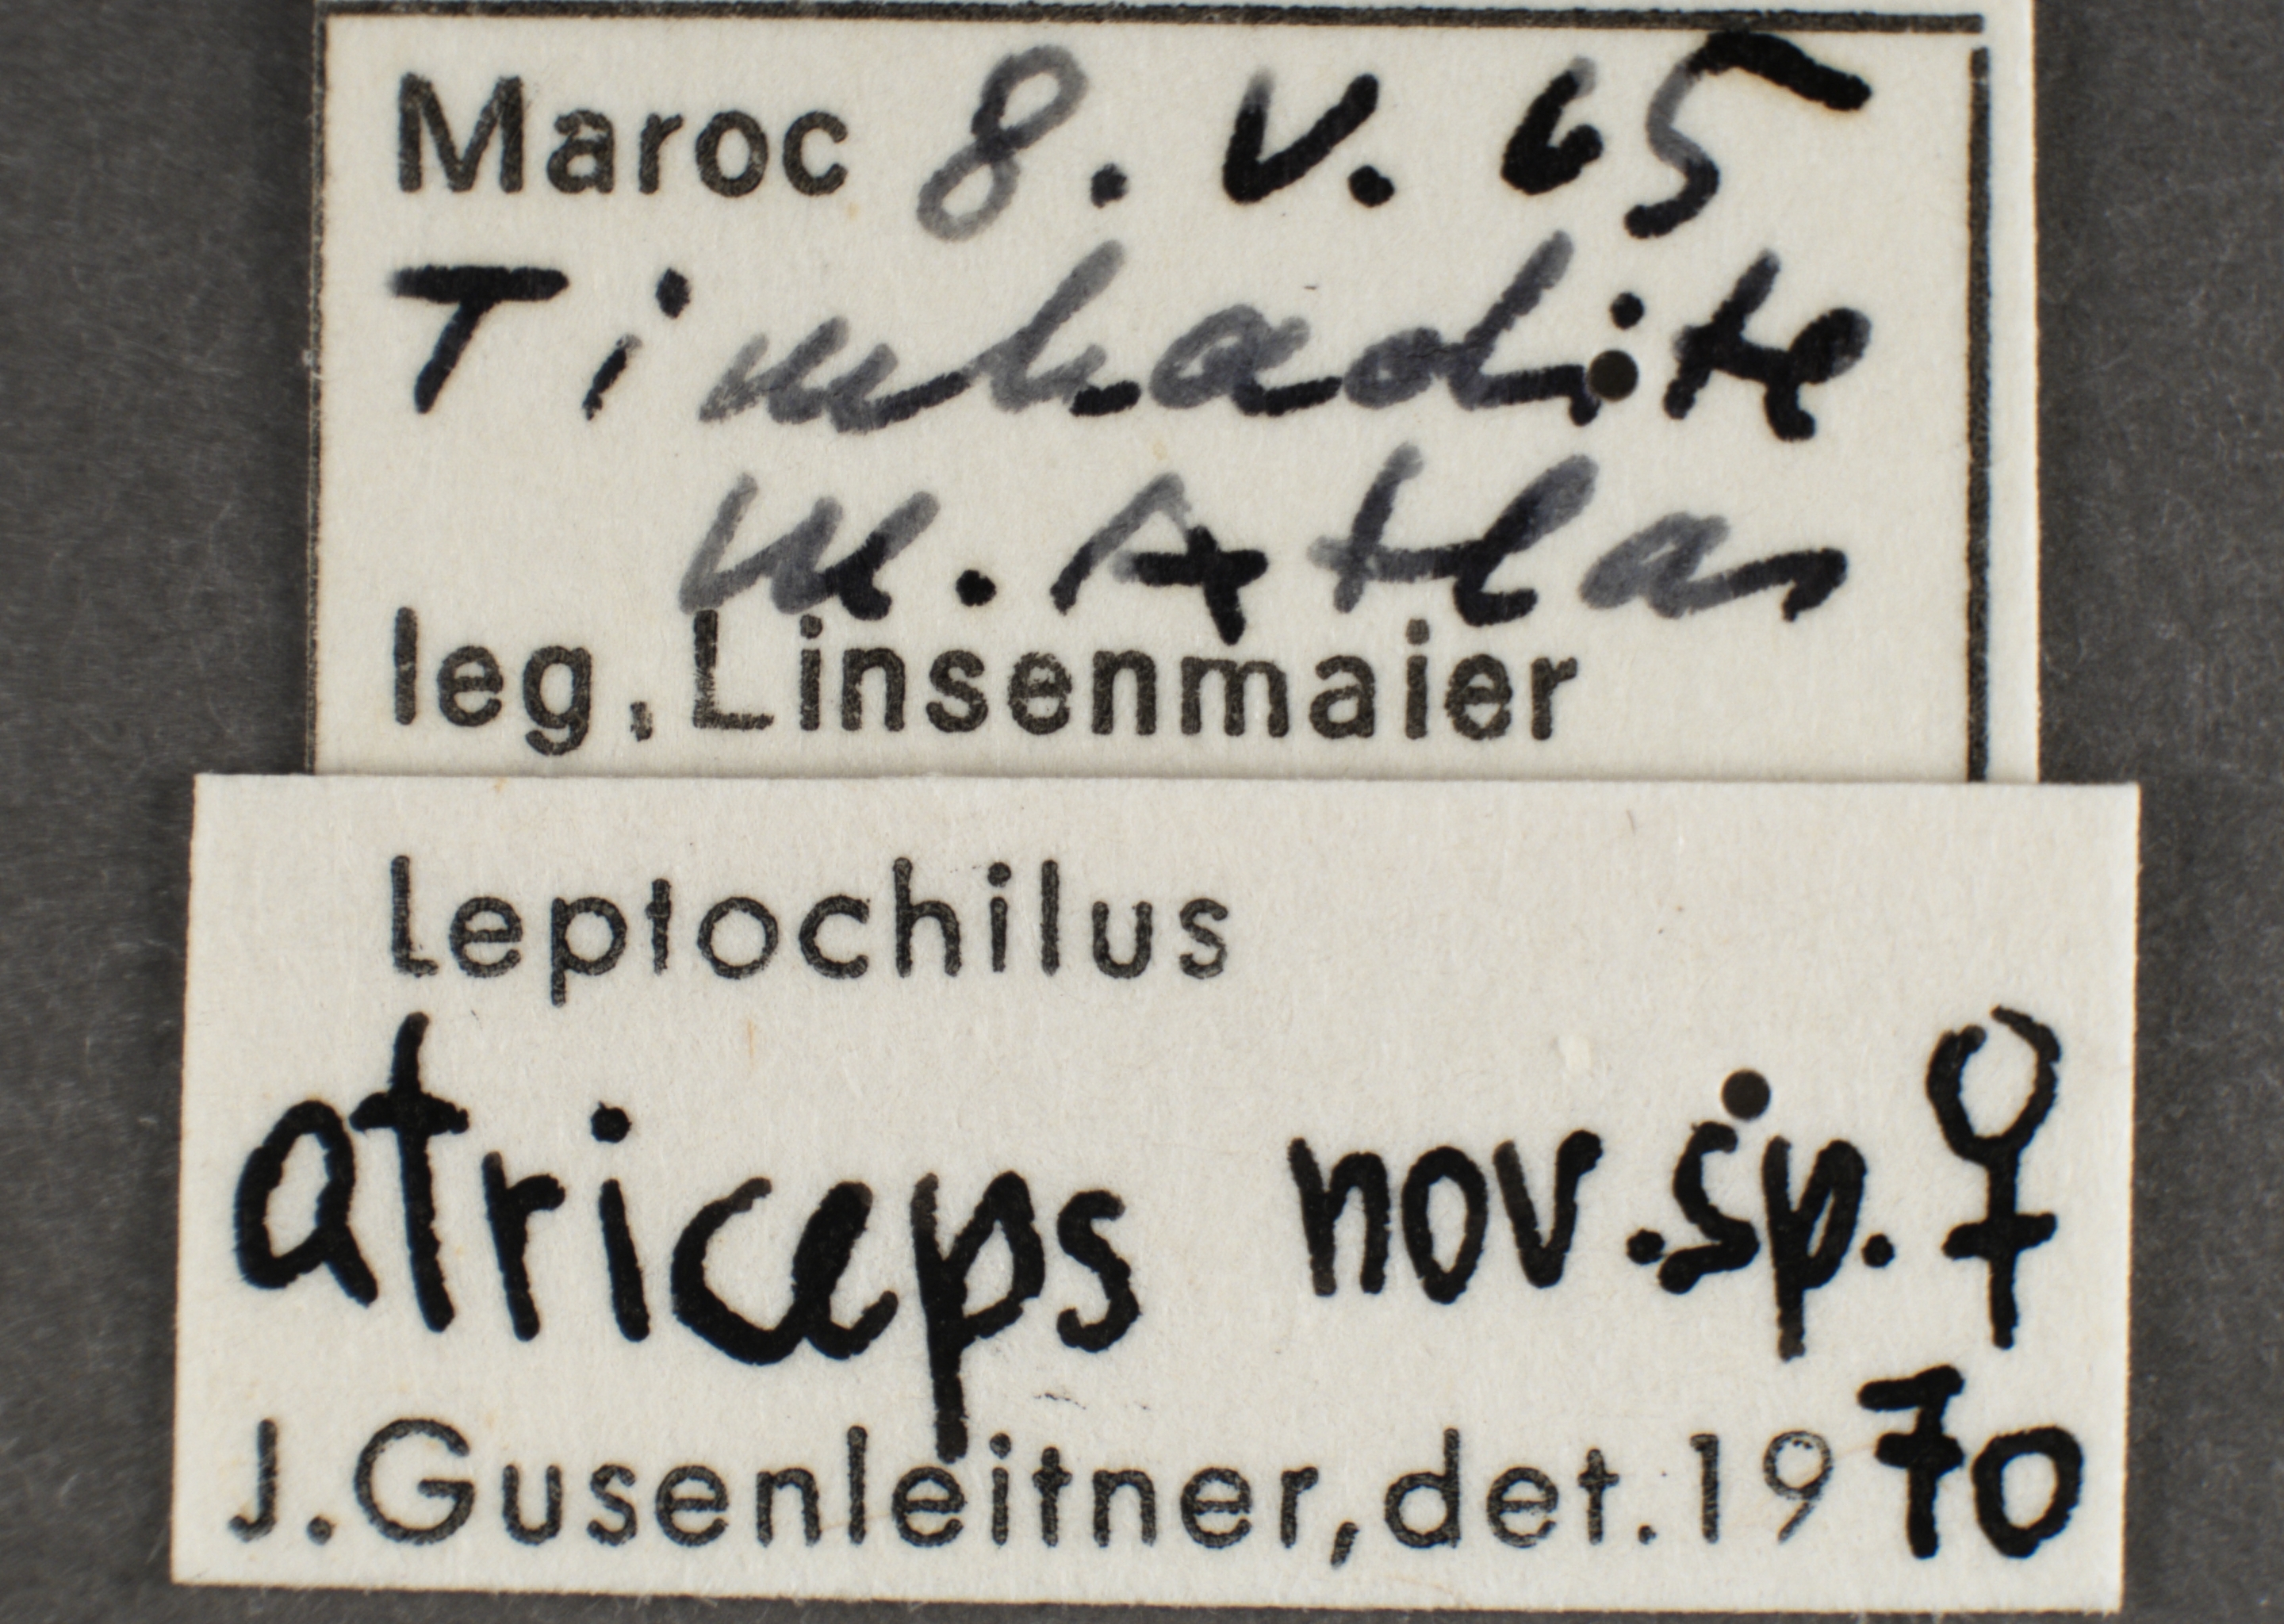 Maroc 8. V. 65
Timhadite
M. Atlas
leg. Linsenmaier
Leptochilus
atriceps nov. sp. ♀
J. Gusenleitner, det. 1970